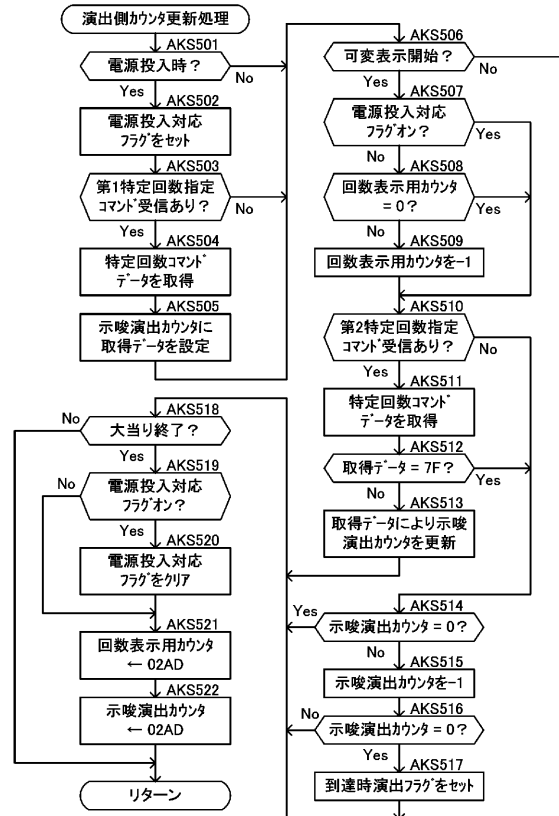 演出側カウンタ更新処理
AKS501
電源投入時？
No
Yes
AKS502
電源投入対応
フラグをセット
AKS503
第1特定回数指定
コマンド受信あり？
No
Yes
AKS504
特定回数コマンド
データを取得
AKS505
示唆演出カウンタに
取得データを設定
AKS506
可変表示開始？
No
Yes
AKS507
電源投入対応
フラグオン？
Yes
No
AKS508
回数表示用カウンタ
=0？
Yes
No
AKS509
回数表示用カウンタを-1
AKS510
第2特定回数指定
コマンド受信あり？
No
Yes
AKS511
特定回数コマンド
データを取得
AKS512
取得データ=7F？
Yes
No
AKS513
取得データにより示唆
演出カウンタを更新
AKS514
Yes
示唆演出カウンタ=0？
No
AKS515
示唆演出カウンタを-1
AKS516
No
示唆演出カウンタ=0？
Yes
AKS517
到達時演出フラグをセット
AKS518
No
大当り終了？
Yes
AKS519
No
電源投入対応
フラグオン？
Yes
AKS520
電源投入対応
フラグをクリア
AKS521
回数表示用カウンタ
← 02AD
AKS522
示唆演出カウンタ
← 02AD
リターン